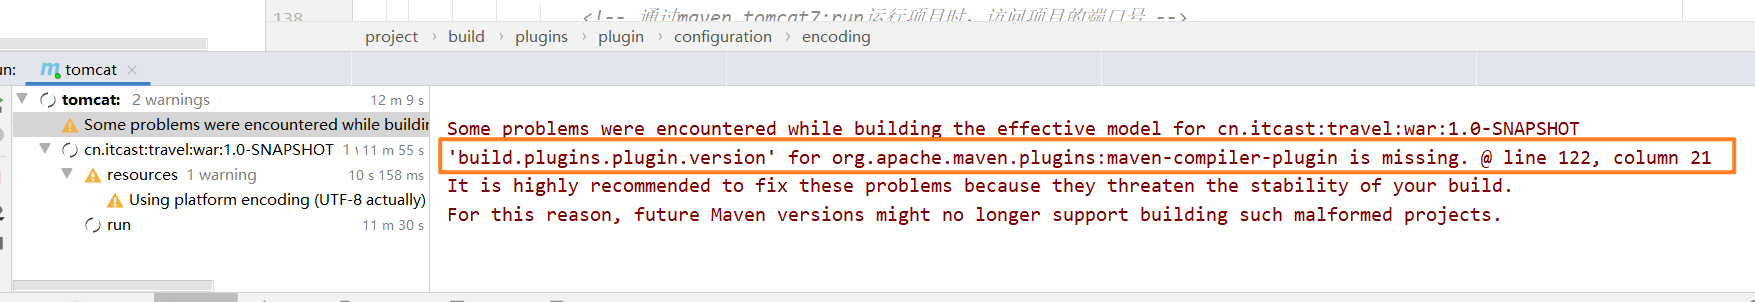 138
<!-- 通过maven tomcat7:run运行项目时，访问项目的端口号 -->
project › build › plugins › plugin › configuration › encoding
un: tomcat ×
tomcat: 2 warnings 12 m 9 s
Some problems were encountered while buildin
cn.itcast:travel:war:1.0-SNAPSHOT 1 w 11 m 55 s
resources 1 warning 10 s 158 ms
Using platform encoding (UTF-8 actually)
run 11 m 30 s
Some problems were encountered while building the effective model for cn.itcast:travel:war:1.0-SNAPSHOT
'build.plugins.plugin.version' for org.apache.maven.plugins:maven-compiler-plugin is missing. @ line 122, column 21
It is highly recommended to fix these problems because they threaten the stability of your build.
For this reason, future Maven versions might no longer support building such malformed projects.